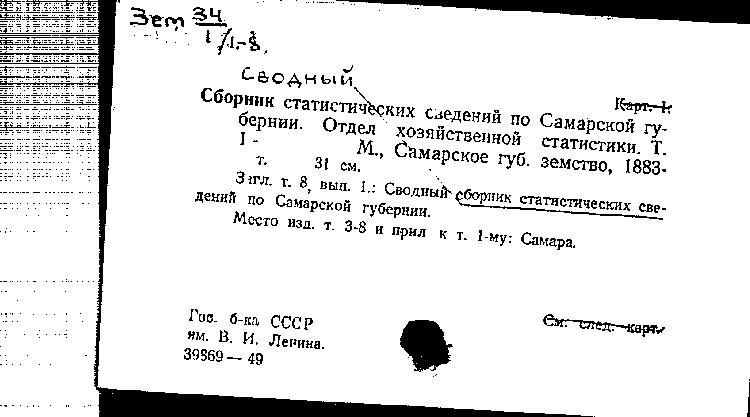 Зем 34
1/1-8.
Сводный
Карт. 1.
Сборник статистических сведений по Самарской гу-
бернии. Отдел хозяйственной статистики. Т.
I - М., Самарское губ. земство, 1883-
т. 31 см.
Загл. т. 8, вып. 1.: Сводный сборник статистических све-
дений по Самарской губернии.
Место изд. т. 3-8 и прил к т. 1-му: Самара.
Гос. б-ка СССР
им. В. И. Ленина.
39869 — 49
См. след. карт.